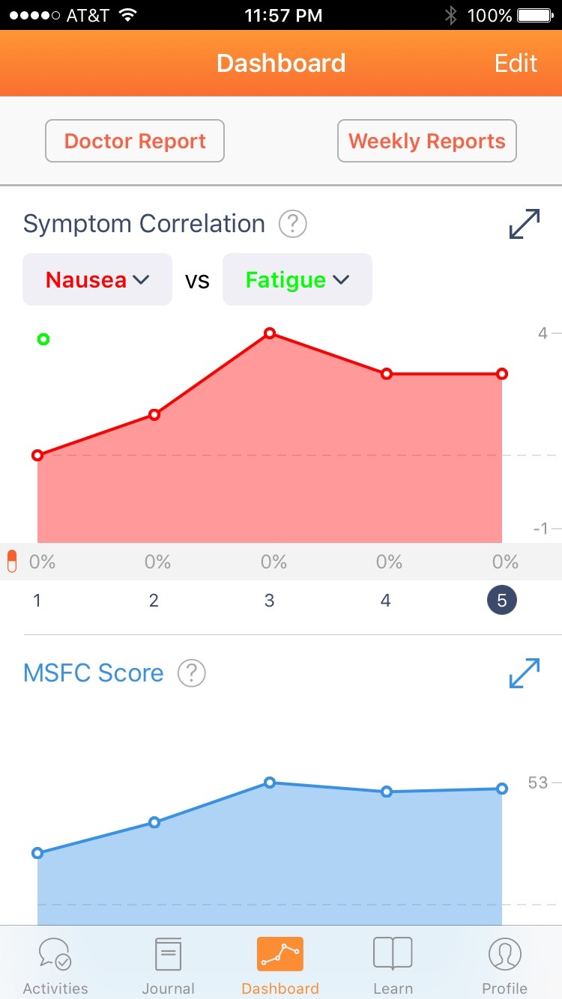 AT&T 11:57 PM 100%
Dashboard Edit
Doctor Report Weekly Reports
Symptom Correlation ?
Nausea vs Fatigue
4
-1
0% 0% 0% 0% 0%
1 2 3 4 5
MSFC Score ?
53
Activities Journal Dashboard Learn Profile